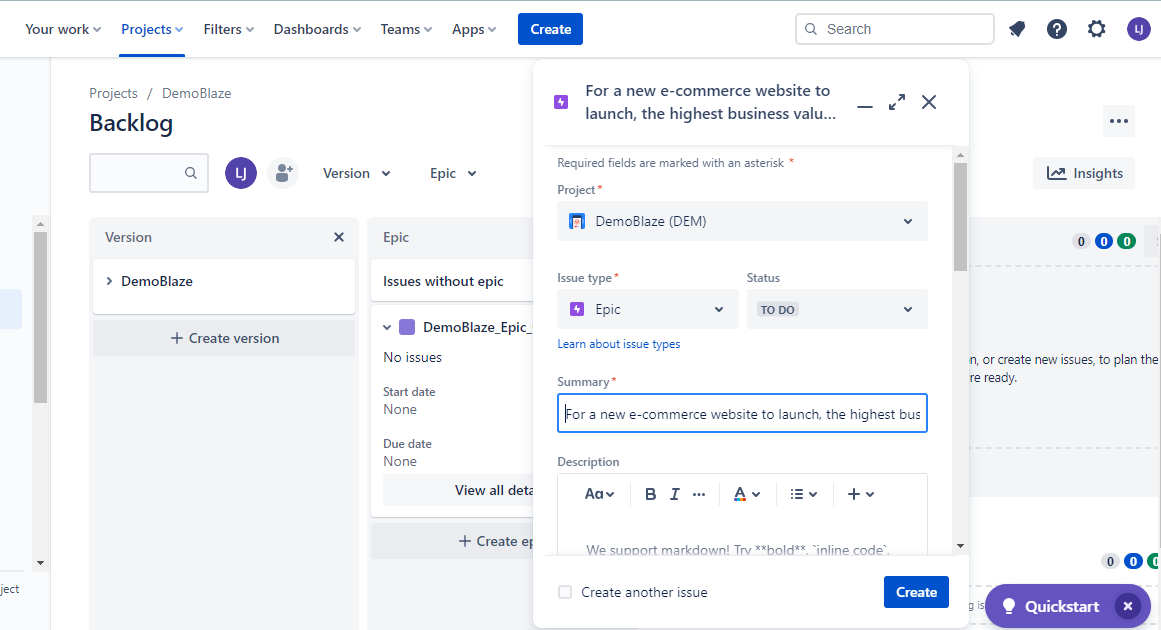 Your work Projects Filters Dashboards Teams Apps Create Search LJ
Projects / DemoBlaze
Backlog
LJ Version Epic Insights
Version
DemoBlaze
Create version
Epic
Issues without epic
DemoBlaze_Epic_
No issues
Start date
None
Due date
None
View all deta
Create ep
For a new e-commerce website to
launch, the highest business valu...
Required fields are marked with an asterisk *
Project*
DemoBlaze (DEM)
Issue type*
Status
Epic
TO DO
Learn about issue types
Summary*
For a new e-commerce website to launch, the highest bus
Description
Aa B I ... A
We support markdown! Try **bold**, `inline code`,
Create another issue
Create
0 0 0
n, or create new issues, to plan the
re ready.
0 0 0
g is
Quickstart
ject